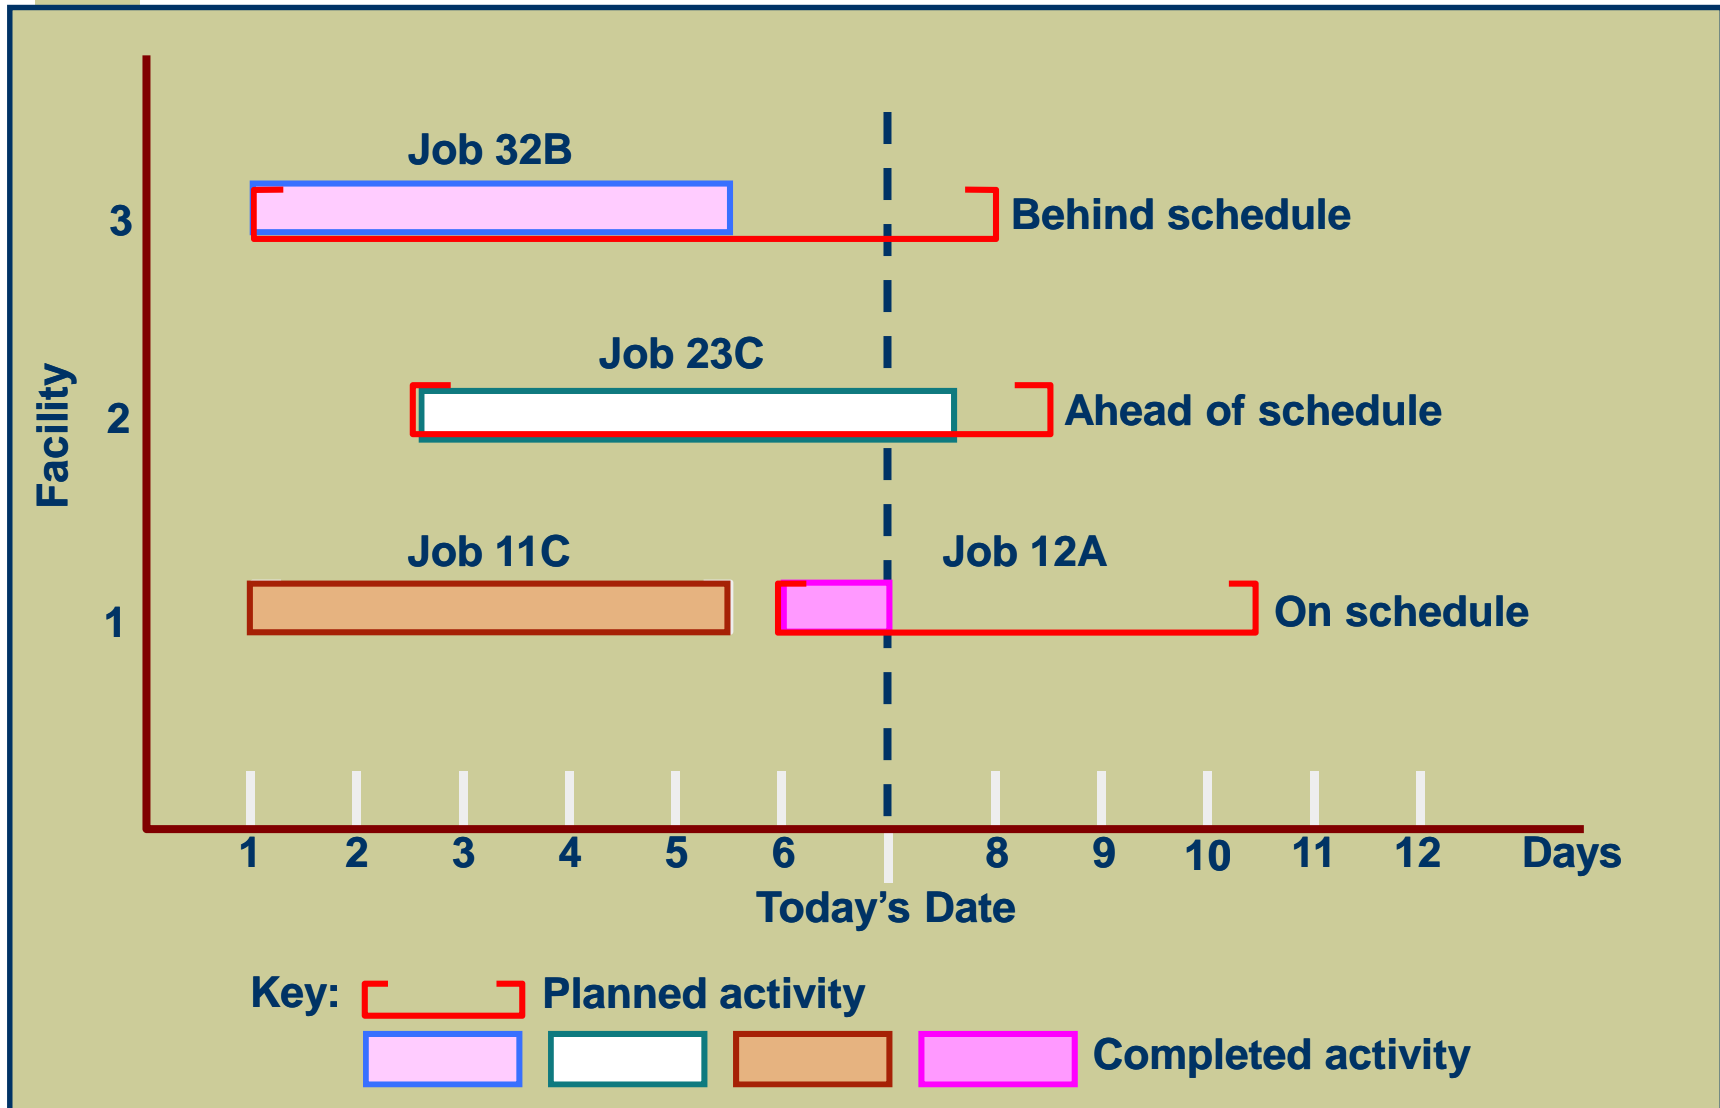 Job 32B
3
Behind schedule
Job 23C
2
Ahead of schedule
Facility
Job 11C
Job 12A
1
On schedule
1 2 3 4 5 6 8 9 10 11 12 Days
Today’s Date
Key: Planned activity
Completed activity